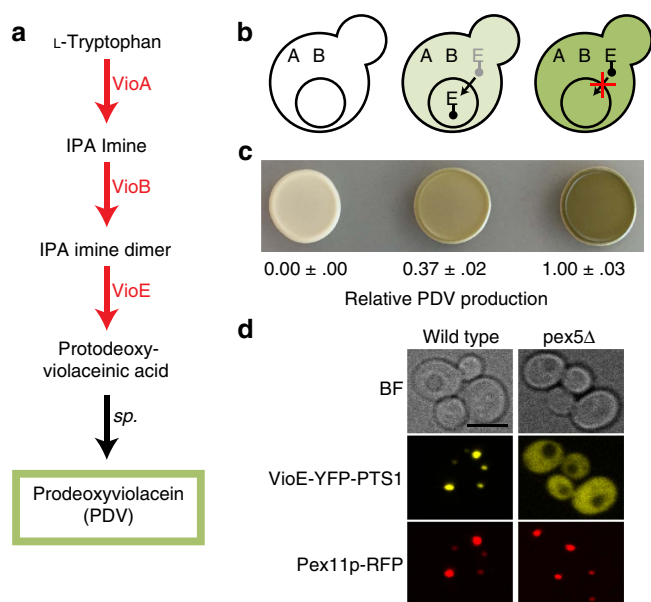 a
L-Tryptophan
VioA
IPA Imine
VioB
IPA imine dimer
VioE
Protodeoxy-
violaceinic acid
sp.
Prodeoxyviolacein
(PDV)
b
A B
A B E
E
A B E
c
0.00 ± .00 0.37 ± .02 1.00 ± .03
Relative PDV production
d
Wild type pex5Δ
BF
VioE-YFP-PTS1
Pex11p-RFP